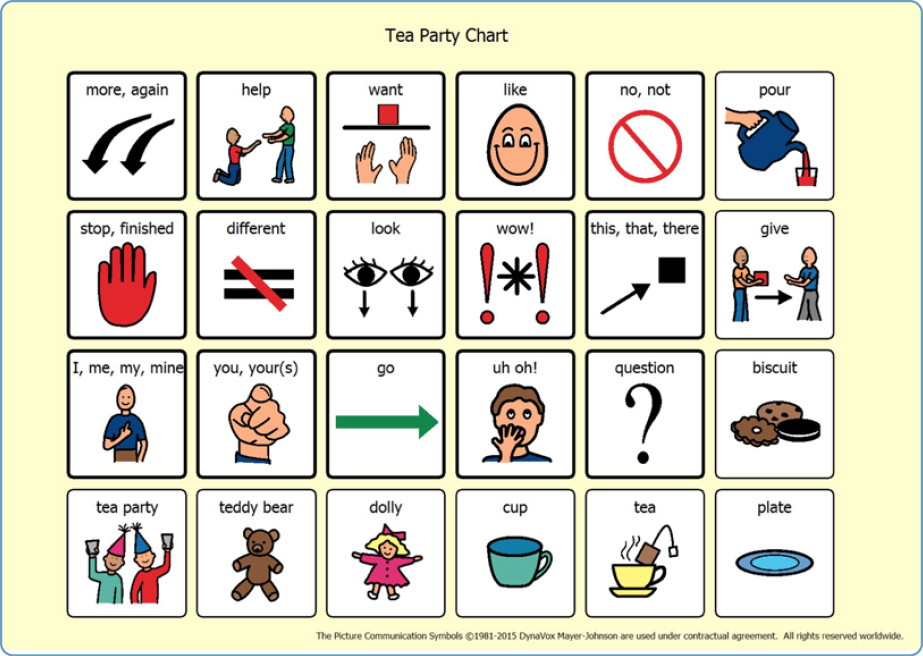 Tea Party Chart
more, again
help
want
like
no, not
pour
stop, finished
different
look
wow!
this, that, there
give
I, me, my, mine
you, your(s)
go
uh oh!
question
biscuit
tea party
teddy bear
dolly
cup
tea
plate
The Picture Communication Symbols ©1981-2015 DynaVox Mayer-Johnson are used under contractual agreement. All rights reserved worldwide.